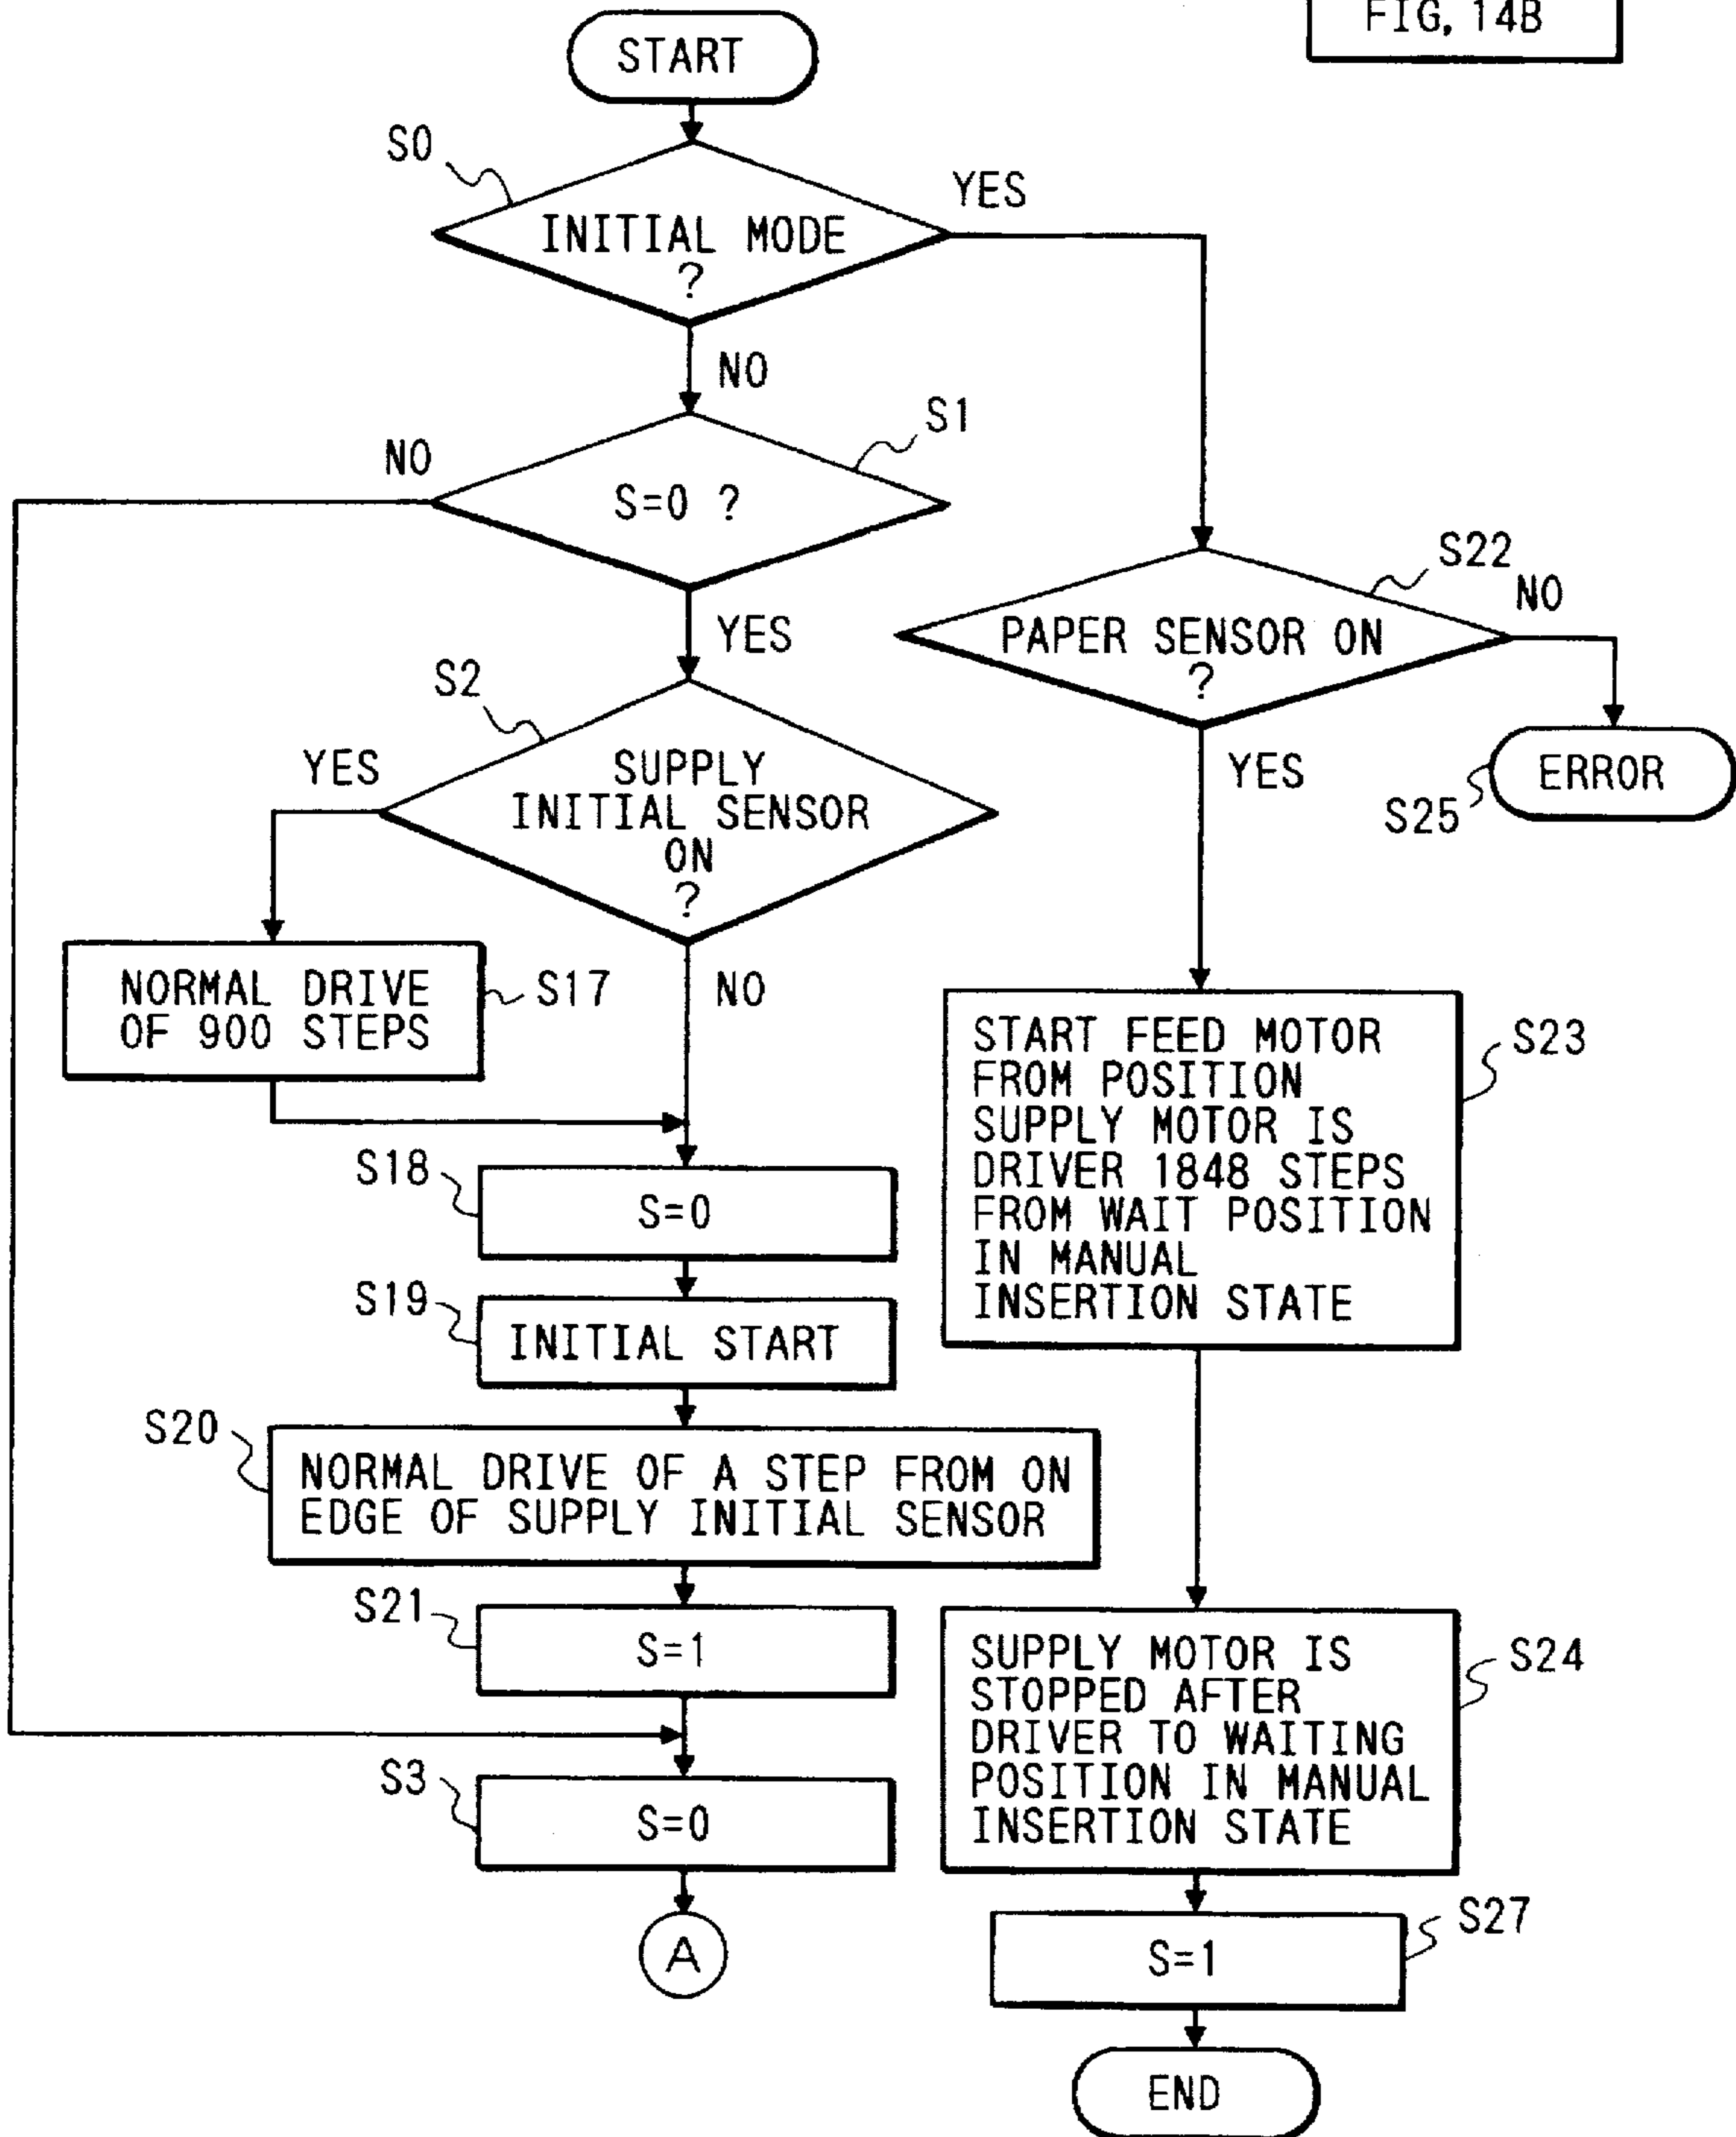 FIG. 14B
START
S0
INITIAL MODE
?
YES
NO
S1
S=0 ?
NO
YES
S22
PAPER SENSOR ON
?
NO
YES
S25
ERROR
S2
SUPPLY
INITIAL SENSOR
ON
?
YES
NO
NORMAL DRIVE
OF 900 STEPS
S17
S18
S=0
S19
INITIAL START
S20
NORMAL DRIVE OF A STEP FROM ON
EDGE OF SUPPLY INITIAL SENSOR
S21
S=1
S3
S=0
A
START FEED MOTOR
FROM POSITION
SUPPLY MOTOR IS
DRIVER 1848 STEPS
FROM WAIT POSITION
IN MANUAL
INSERTION STATE
S23
SUPPLY MOTOR IS
STOPPED AFTER
DRIVER TO WAITING
POSITION IN MANUAL
INSERTION STATE
S24
S=1
S27
END